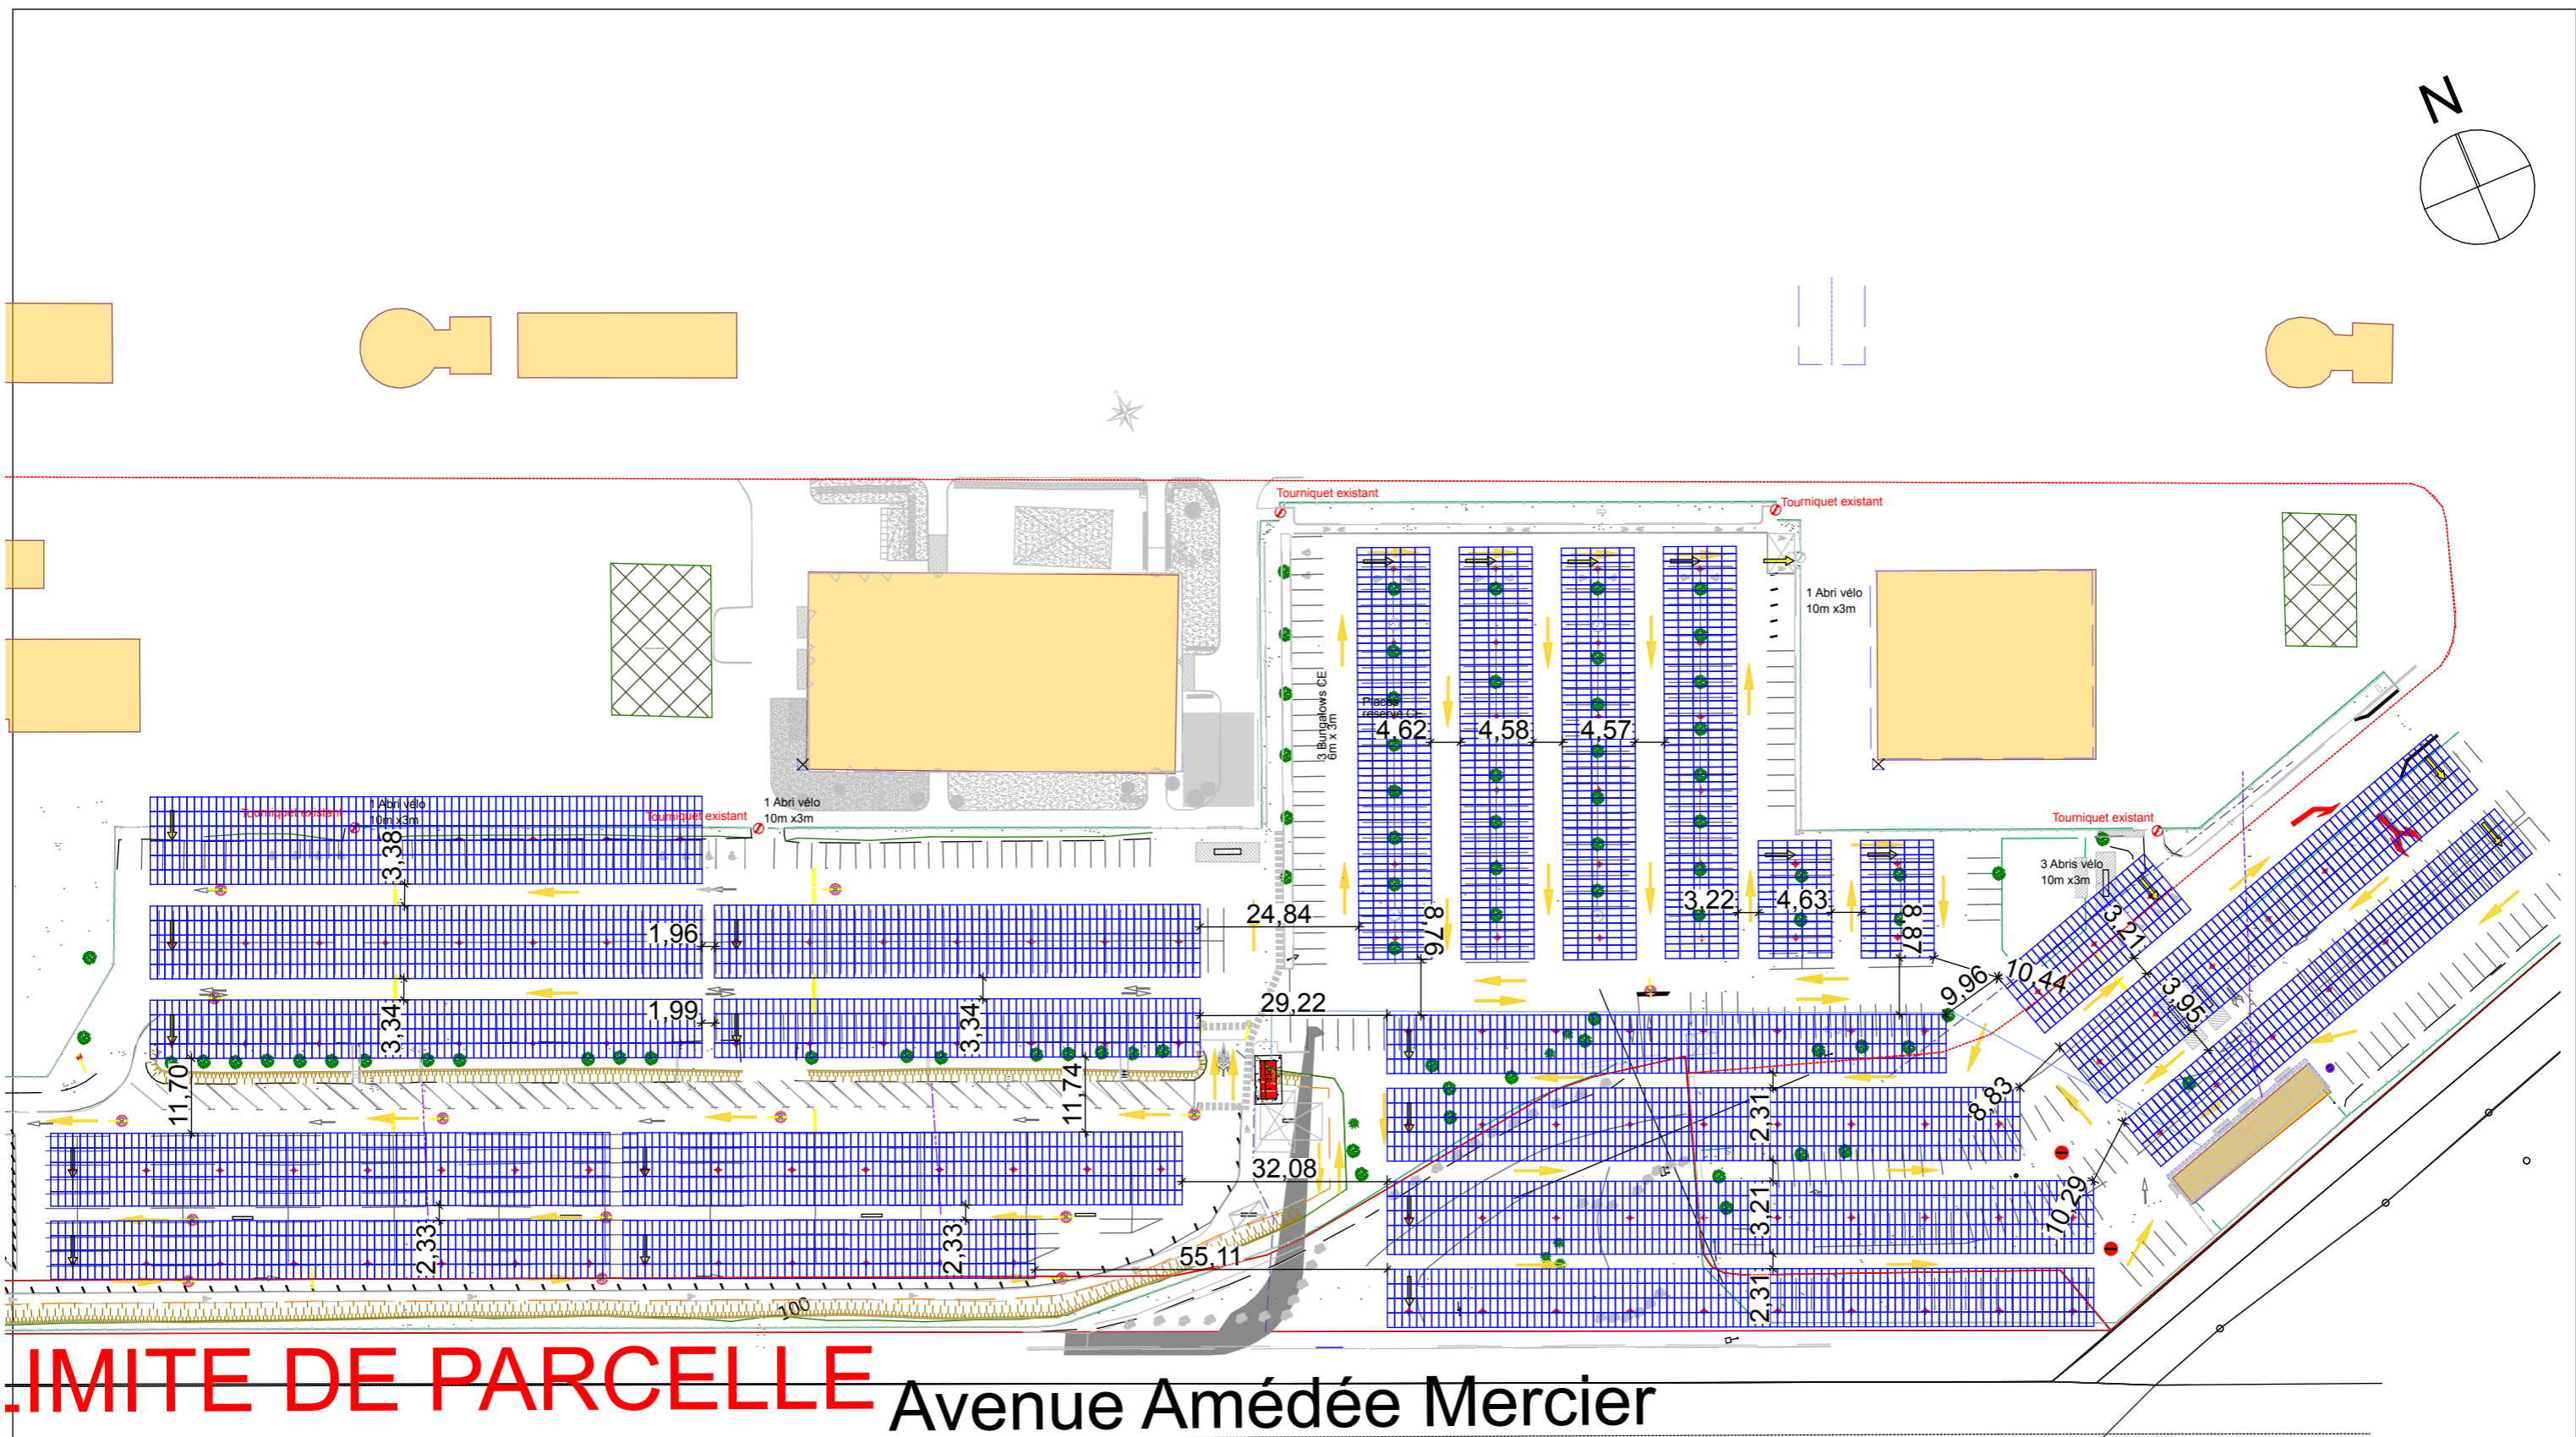 N
Tourniquet existant
Tourniquet existant
1 Abri vélo
10m x3m
3 Bungalows CE
6m x 3m
Places
réservé CE
4,62
4,58
4,57
1 Abri vélo
10m x3m
Tourniquet existant
Tourniquet existant
1 Abri vélo
10m x3m
Tourniquet existant
3 Abris vélo
10m x3m
3,38
3,22
4,63
8,76
8,87
24,84
1,96
3,21
9,96
10,44
3,95
3,34
1,99
3,34
29,22
11,70
11,74
2,31
8,83
32,08
3,21
10,29
2,33
2,33
55,11
2,31
100
LIMITE DE PARCELLE
Avenue Amédée Mercier